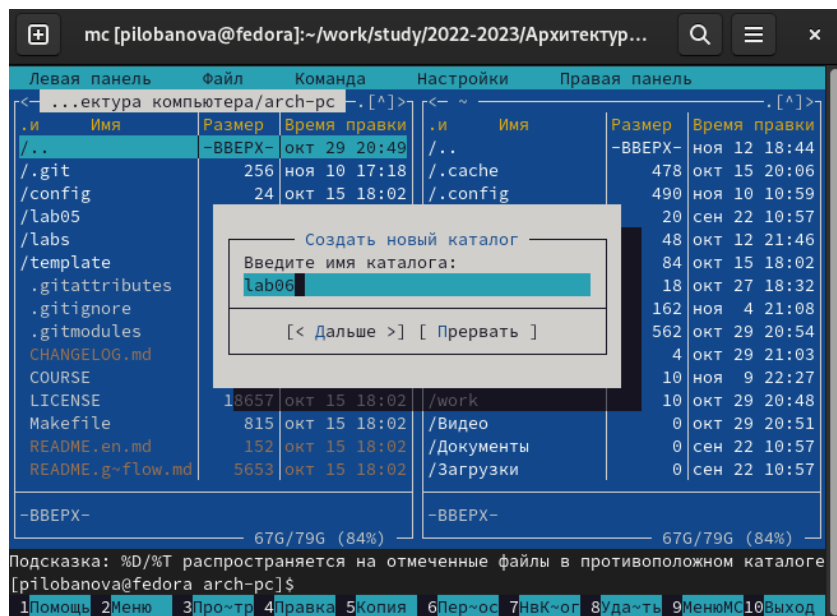 mc [pilobanova@fedora]:~/work/study/2022-2023/Архитектур...
Левая панель Файл Команда Настройки Правая панель
<— ...ектура компьютера/arch-pc —.[^]> <— ~ —.[^]>
.и Имя Размер Время правки .и Имя Размер Время правки
/.. -ВВЕРХ- окт 29 20:49 /.. -ВВЕРХ- ноя 12 18:44
/.git 256 ноя 10 17:18 /.cache 478 окт 15 20:06
/config 24 окт 15 18:02 /.config 490 ноя 10 10:59
/lab05 20 сен 22 10:57
/labs Создать новый каталог 48 окт 12 21:46
/template Введите имя каталога: 84 окт 15 18:02
.gitattributes lab06 18 окт 27 18:32
.gitignore 162 ноя 4 21:08
.gitmodules [< Дальше >] [ Прервать ] 562 окт 29 20:54
CHANGELOG.md 4 окт 29 21:03
COURSE 10 ноя 9 22:27
LICENSE 18657 окт 15 18:02 /work 10 окт 29 20:48
Makefile 815 окт 15 18:02 /Видео 0 окт 29 20:51
README.en.md 152 окт 15 18:02 /Документы 0 сен 22 10:57
README.g~flow.md 5653 окт 15 18:02 /Загрузки 0 сен 22 10:57
-ВВЕРХ- -ВВЕРХ-
67G/79G (84%) 67G/79G (84%)
Подсказка: %D/%T распространяется на отмеченные файлы в противоположном каталоге
[pilobanova@fedora arch-pc]$
1Помощь 2Меню 3Про~тр 4Правка 5Копия 6Пер~ос 7НвК~ог 8Уда~ть 9МенюMC 10Выход